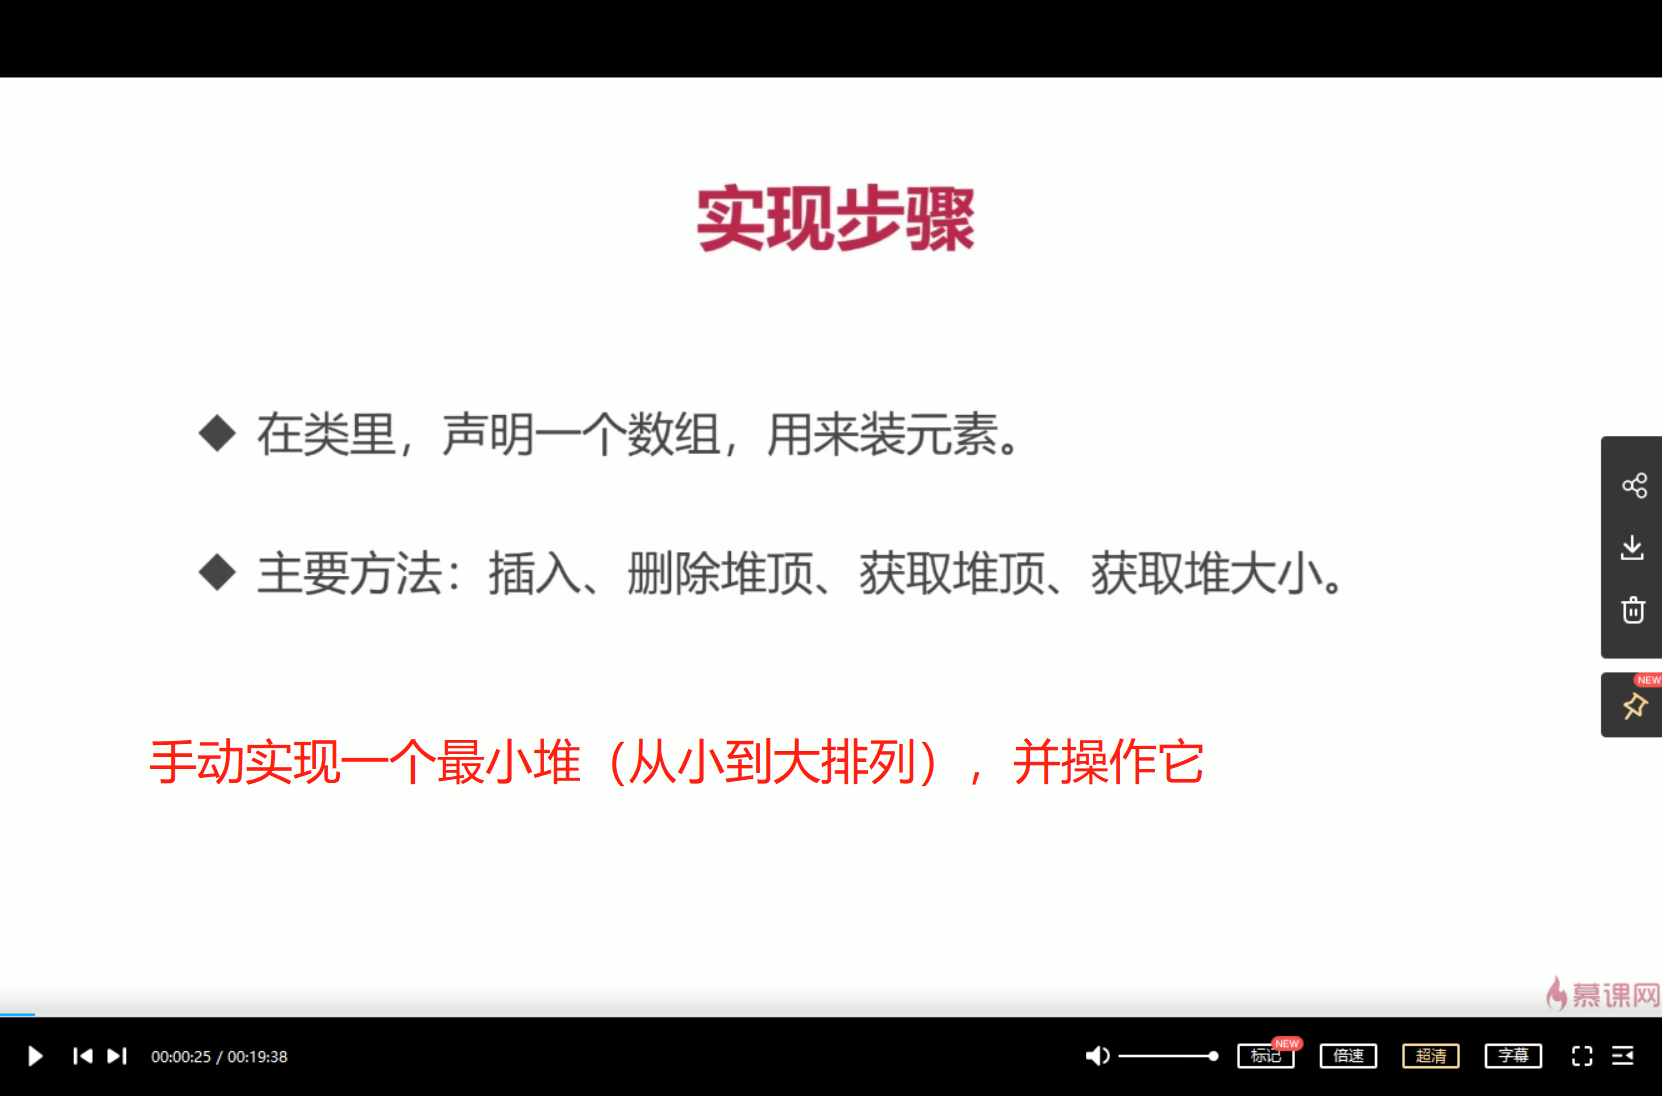 实现步骤
◆ 在类里，声明一个数组，用来装元素。
◆ 主要方法：插入、删除堆顶、获取堆顶、获取堆大小。
手动实现一个最小堆（从小到大排列），并操作它
NEW
慕课网
00:00:25 / 00:19:38
标记
NEW
倍速
超清
字幕